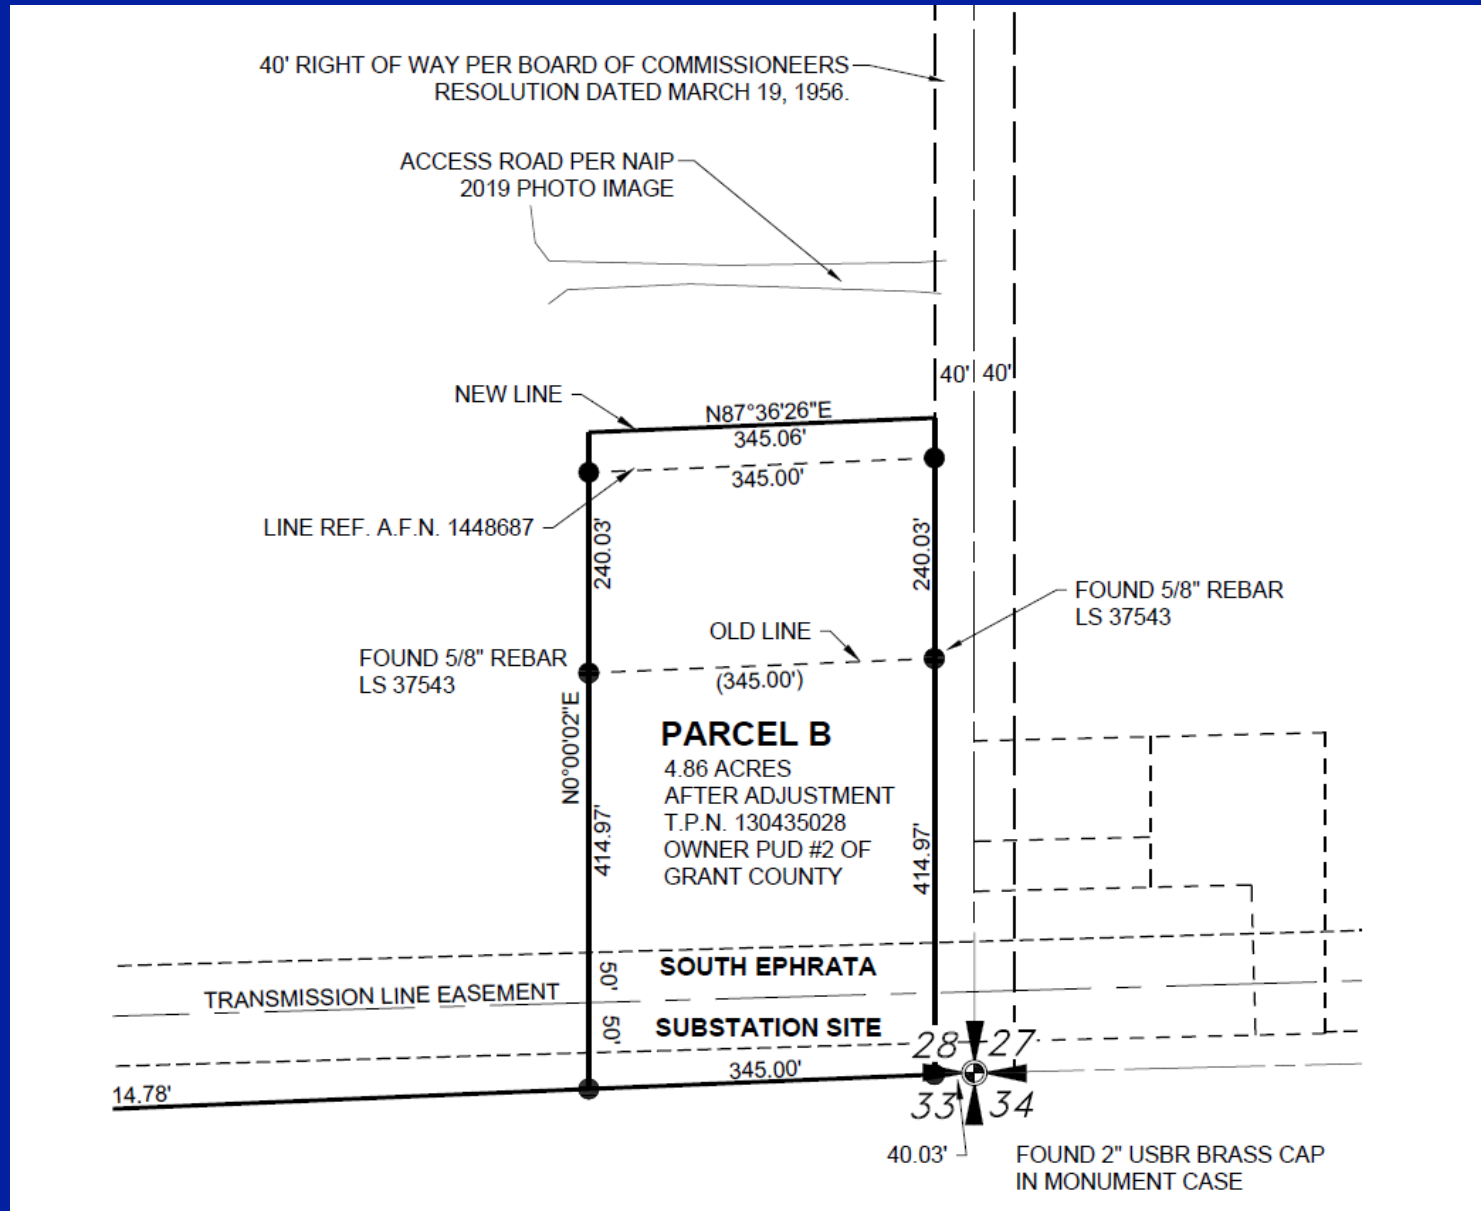 40' RIGHT OF WAY PER BOARD OF COMMISSIONEERS
RESOLUTION DATED MARCH 19, 1956.
ACCESS ROAD PER NAIP
2019 PHOTO IMAGE
40' 40'
NEW LINE
N87°36'26"E
345.06'
345.00'
LINE REF. A.F.N. 1448687
240.03'
240.03'
FOUND 5/8" REBAR
LS 37543
OLD LINE
FOUND 5/8" REBAR
LS 37543
(345.00')
N0°00'02"E
PARCEL B
4.86 ACRES
AFTER ADJUSTMENT
T.P.N. 130435028
OWNER PUD #2 OF
GRANT COUNTY
414.97'
414.97'
SOUTH EPHRATA
50'
TRANSMISSION LINE EASEMENT
50'
SUBSTATION SITE
28 27
345.00'
14.78'
33 34
40.03'
FOUND 2" USBR BRASS CAP
IN MONUMENT CASE